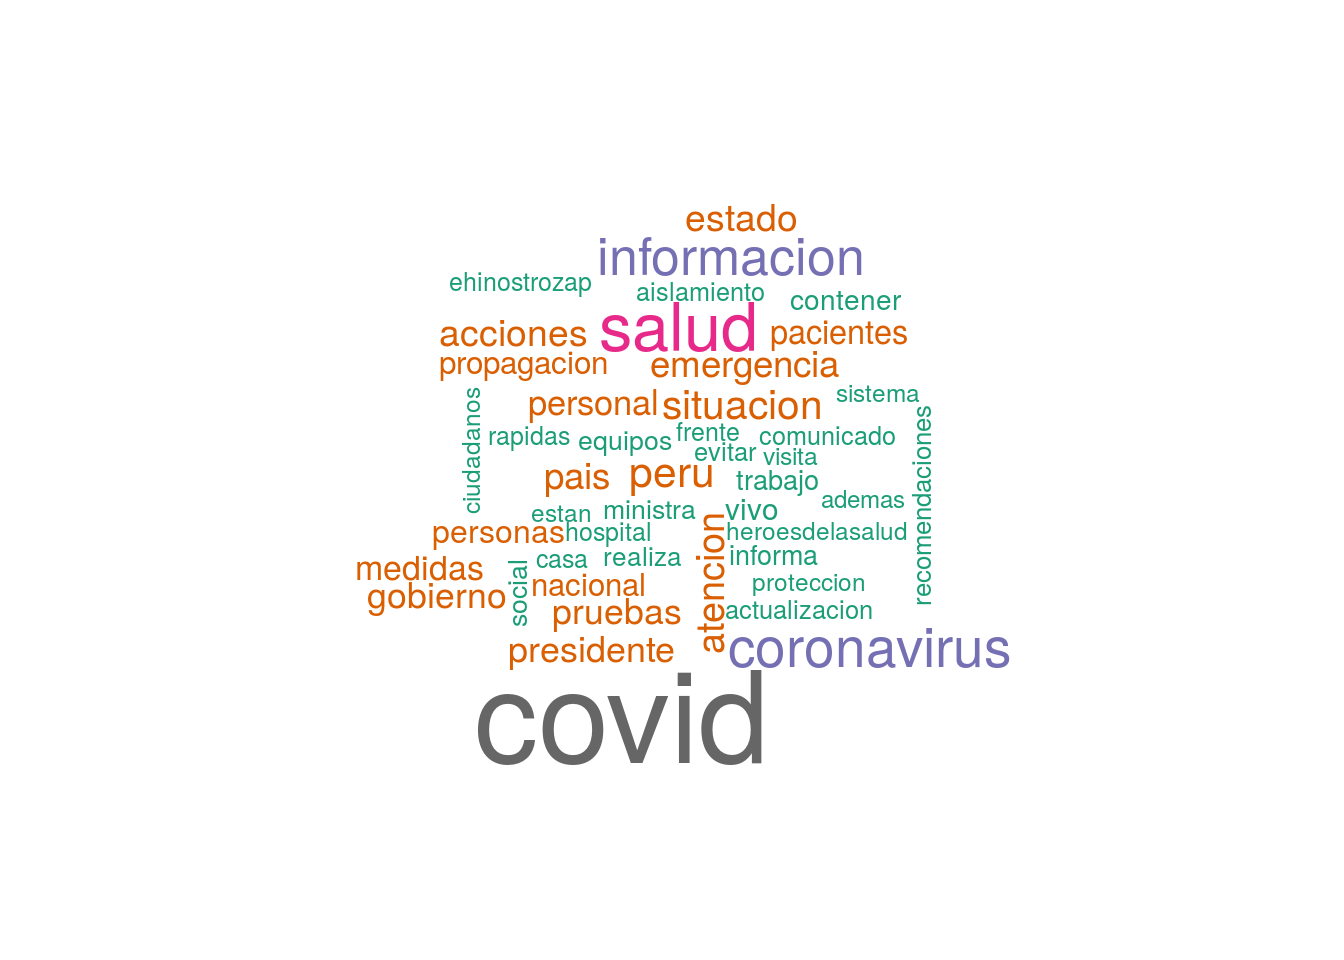 estado
informacion
ehinostrozap
aislamiento
contener
salud
acciones
pacientes
propagacion
emergencia
personal
situacion
sistema
ciudadanos
rapidas
equipos
frente
comunicado
evitar
visita
recomendaciones
pais
peru
trabajo
ademas
estan
ministra
vivo
personas
hospital
heroesdelasalud
atencion
casa
realiza
informa
medidas
social
nacional
proteccion
gobierno
pruebas
actualizacion
presidente
coronavirus
covid